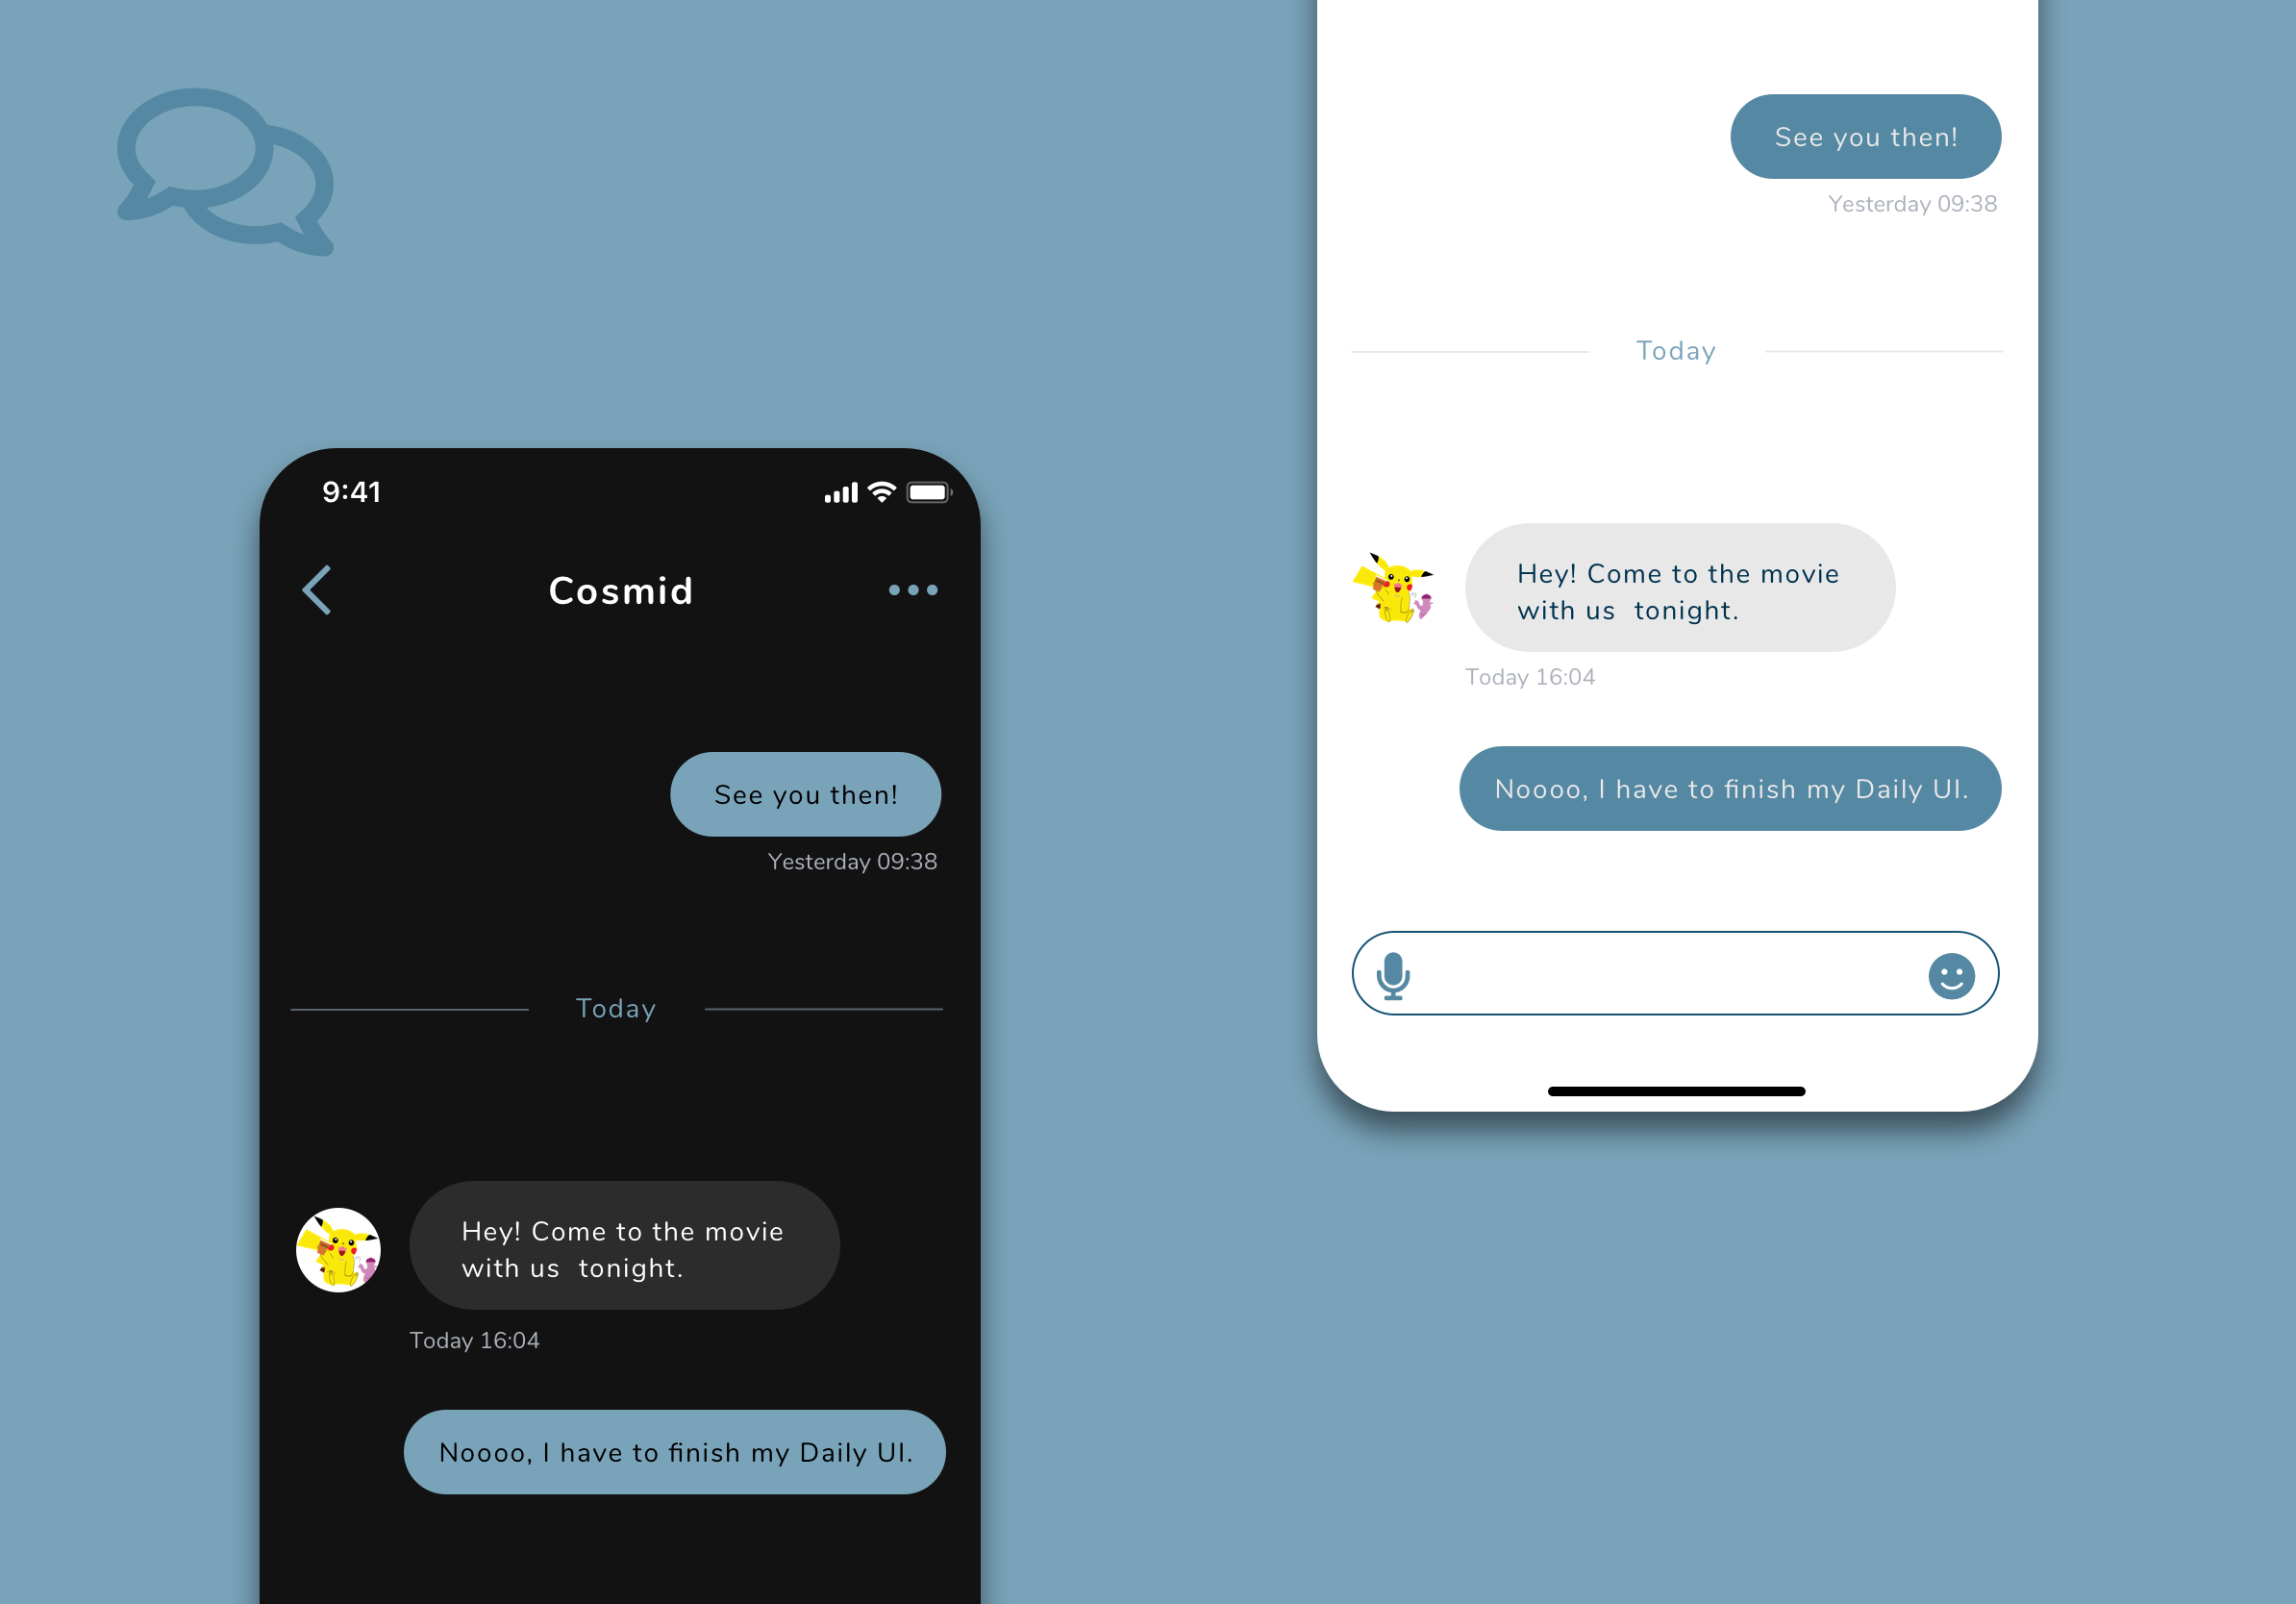 9:41
Cosmid
See you then!
Yesterday 09:38
Today
Hey! Come to the movie
with us  tonight.
Today 16:04
Noooo, I have to finish my Daily UI.
See you then!
Yesterday 09:38
Today
Hey! Come to the movie
with us  tonight.
Today 16:04
Noooo, I have to finish my Daily UI.